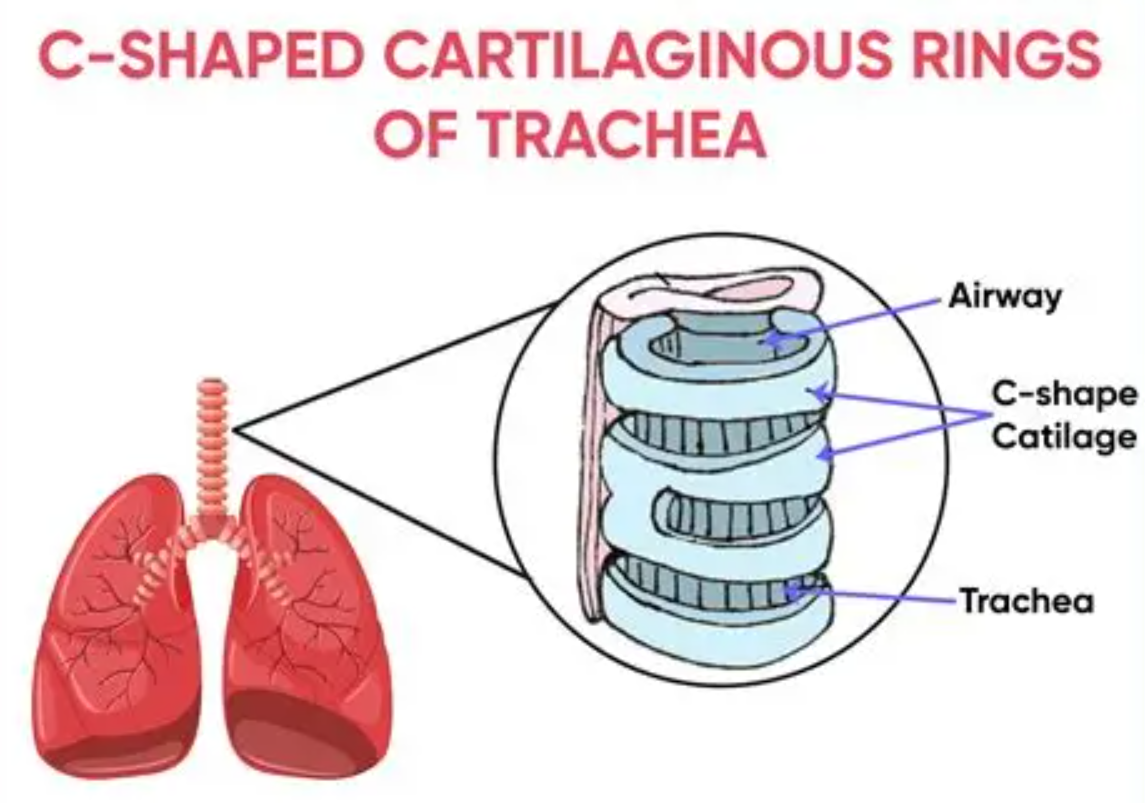 C-SHAPED CARTILAGINOUS RINGS
OF TRACHEA
Airway
C-shape
Catilage
Trachea